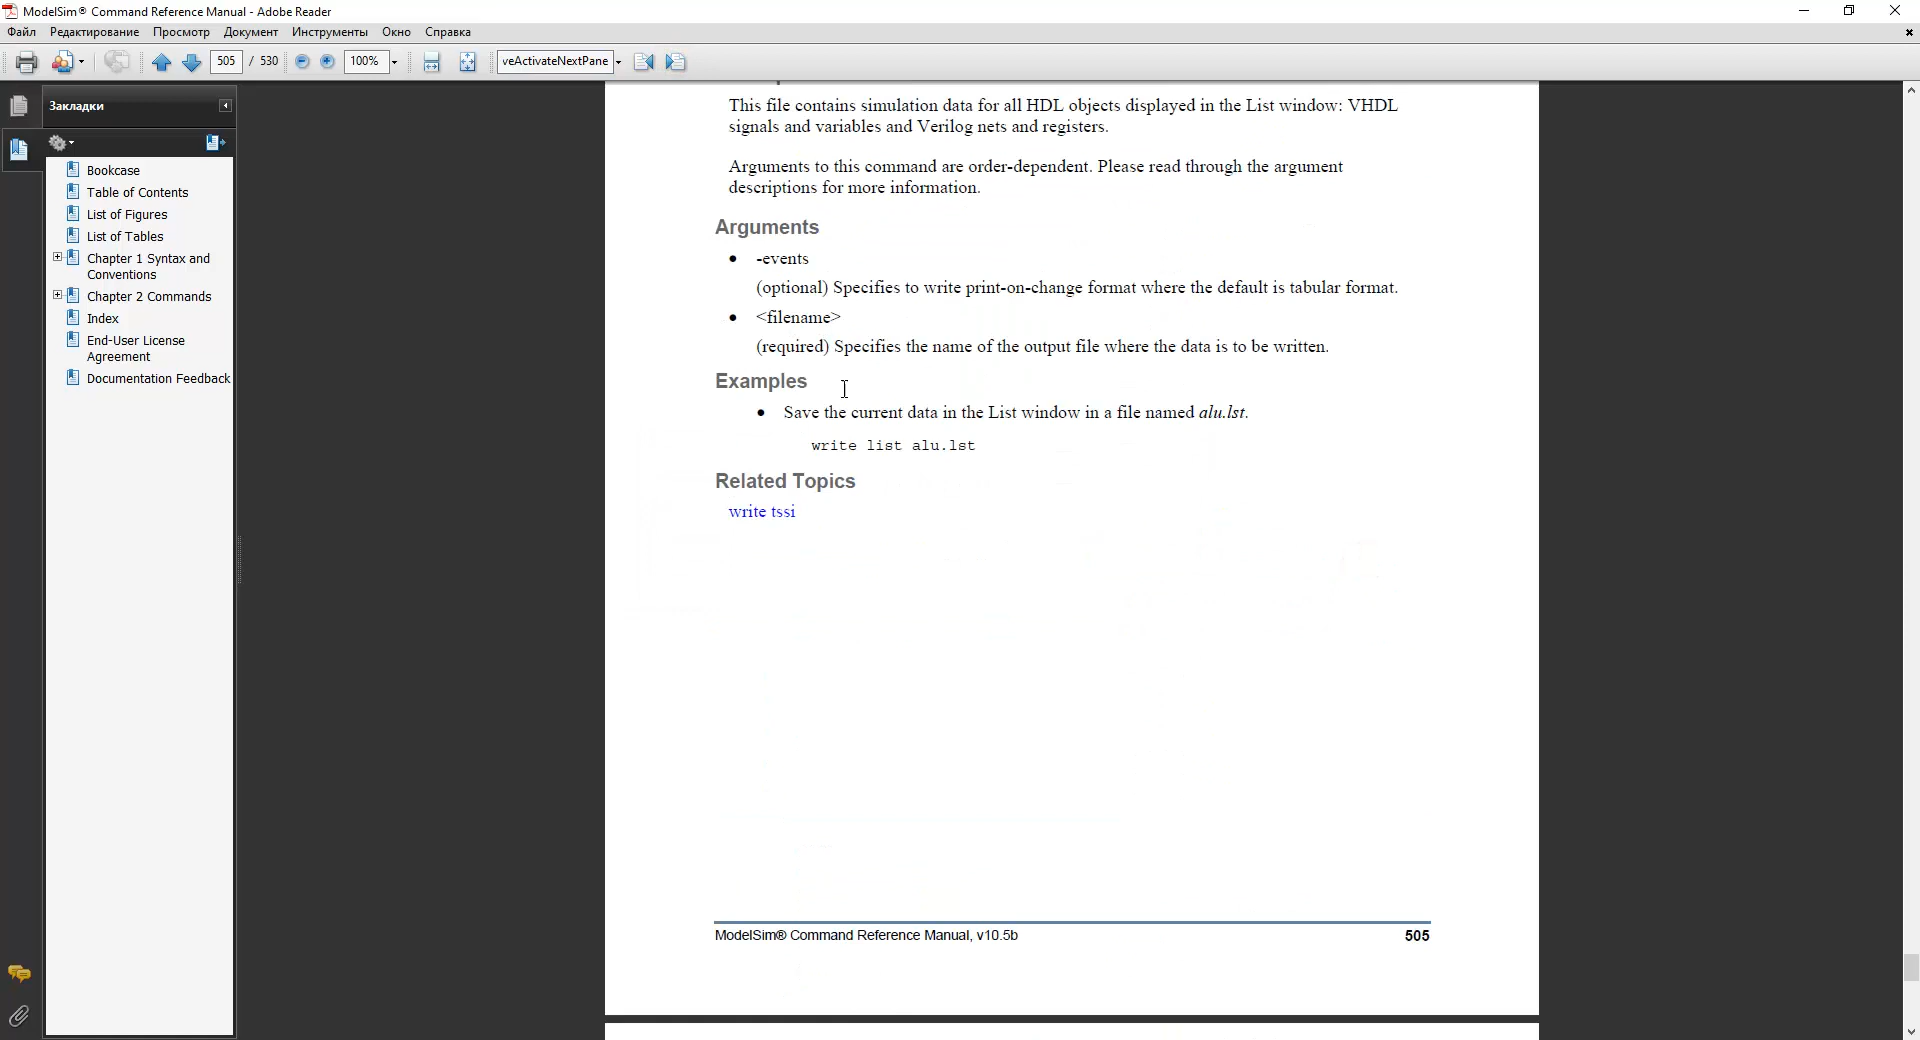 ModelSim® Command Reference Manual - Adobe Reader
Файл Редактирование Просмотр Документ Инструменты Окно Справка
505 / 530 100% veActivateNextPane
Закладки
Bookcase
Table of Contents
List of Figures
List of Tables
Chapter 1 Syntax and
Conventions
Chapter 2 Commands
Index
End-User License
Agreement
Documentation Feedback
This file contains simulation data for all HDL objects displayed in the List window: VHDL
signals and variables and Verilog nets and registers.
Arguments to this command are order-dependent. Please read through the argument
descriptions for more information.
Arguments
• -events
(optional) Specifies to write print-on-change format where the default is tabular format.
• <filename>
(required) Specifies the name of the output file where the data is to be written.
Examples
• Save the current data in the List window in a file named alu.lst.
write list alu.lst
Related Topics
write tssi
ModelSim® Command Reference Manual, v10.5b 505